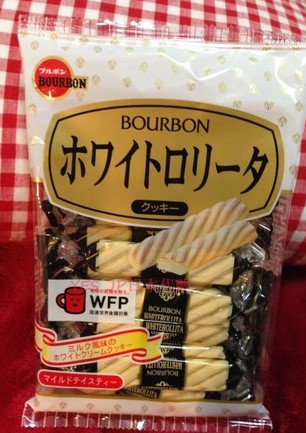 ブルボン
BOURBON
BOURBON
ホワイトロリータ
クッキー
WFP
国連世界食糧計画
BOURBON
WHITEROLLITA
WHITEROLLITA
ミルク風味の
ホワイトクリームクッキー
マイルドテイスティー